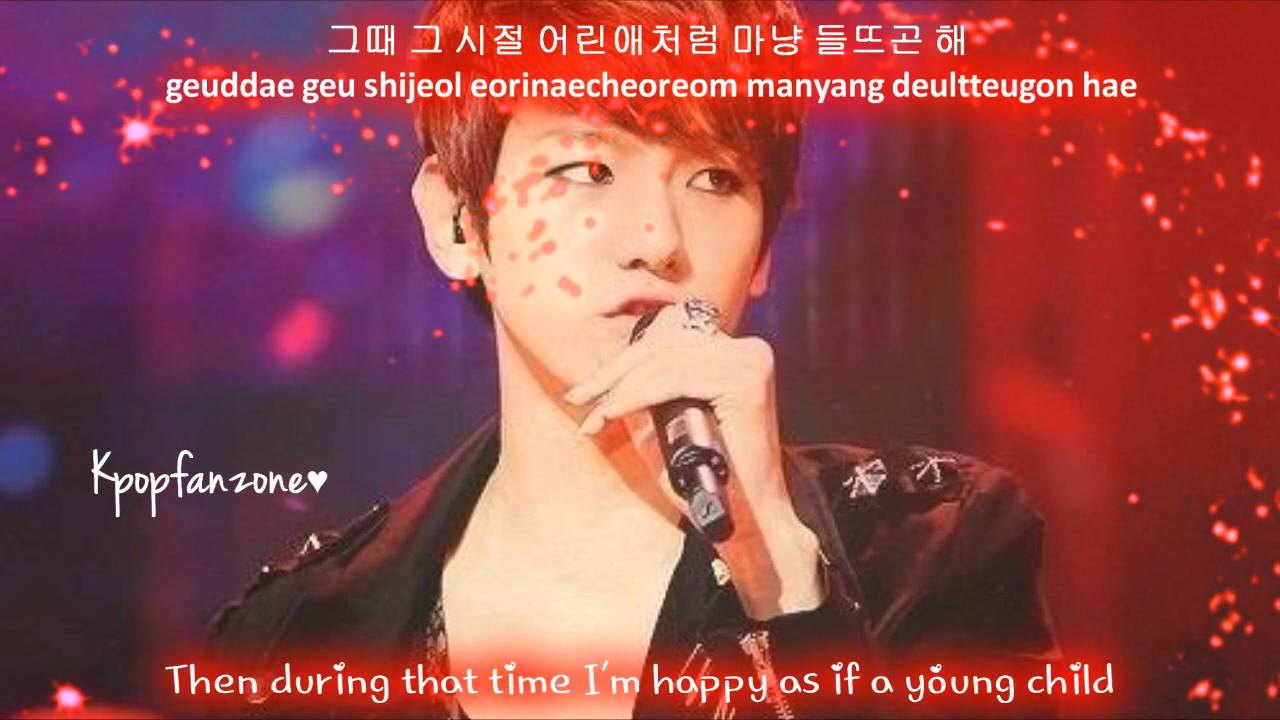 그때 그 시절 어린애처럼 마냥 들뜨곤 해
geuddae geu shijeol eorinaecheoreom manyang deultteugon hae
Kpopfanzone♥
Then during that time I'm happy as if a young child